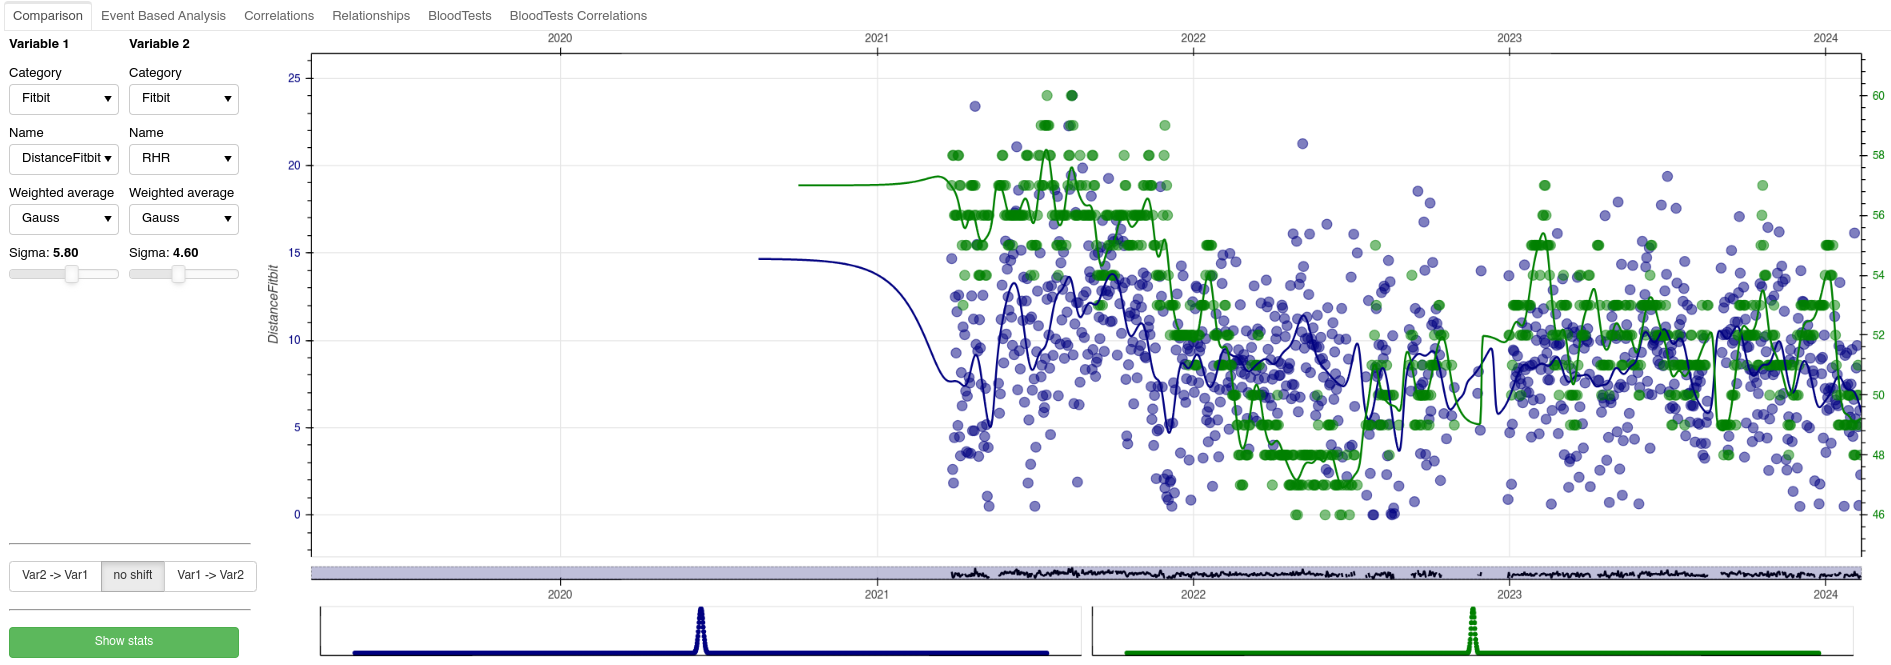 Comparison Event Based Analysis Correlations Relationships BloodTests BloodTests Correlations
Variable 1 Variable 2
Category Category
Fitbit Fitbit
Name Name
DistanceFitbit RHR
Weighted average Weighted average
Gauss Gauss
Sigma: 5.80 Sigma: 4.60
Var2 -> Var1 no shift Var1 -> Var2
Show stats
2020 2021 2022 2023 2024
25
20
15
10
5
0
DistanceFitbit
60
58
56
54
52
50
48
46
2020 2021 2022 2023 2024